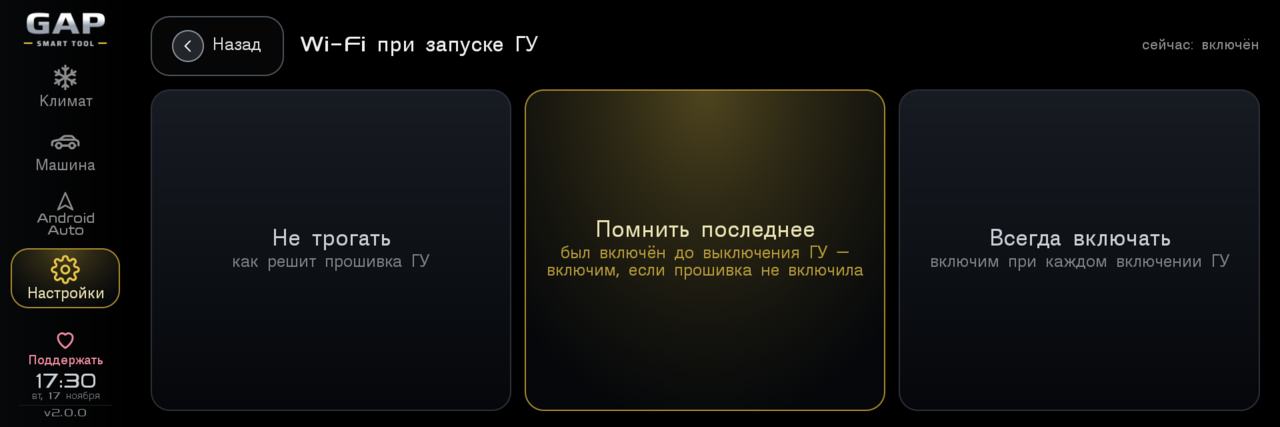 GAP
SMART TOOL
Климат
Машина
Android
Auto
Настройки
Поддержать
17:30
вт, 17 ноября
v2.0.0
Назад
Wi-Fi при запуске ГУ
сейчас: включён
Не трогать
как решит прошивка ГУ
Помнить последнее
был включён до выключения ГУ —
включим, если прошивка не включила
Всегда включать
включим при каждом включении ГУ